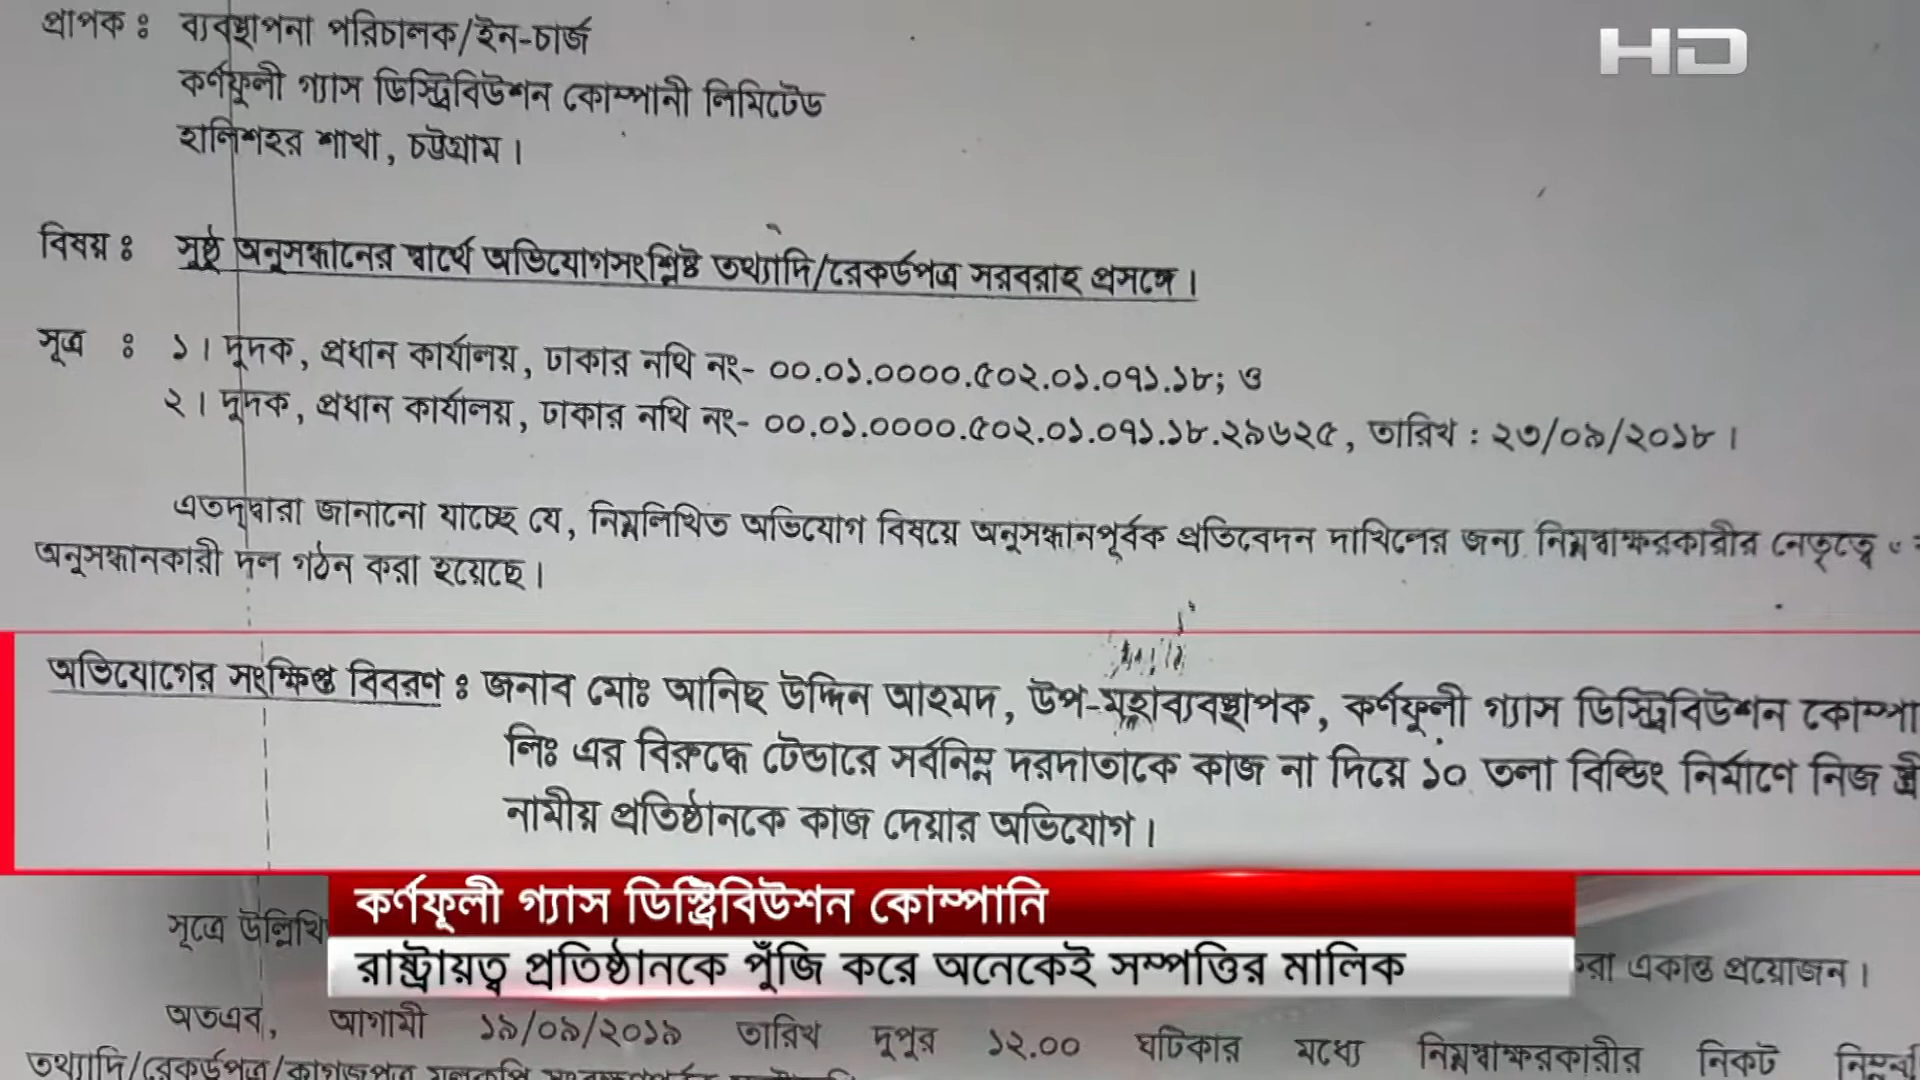 HD
প্রাপক ঃ ব্যবস্থাপনা পরিচালক/ইন-চার্জ
কর্ণফুলী গ্যাস ডিস্ট্রিবিউশন কোম্পানী লিমিটেড
হালিশহর শাখা, চট্টগ্রাম।
বিষয় ঃ সুষ্ঠু অনুসন্ধানের স্বার্থে অভিযোগসংশ্লিষ্ট তথ্যাদি/রেকর্ডপত্র সরবরাহ প্রসঙ্গে।
সূত্র ঃ ১। দুদক, প্রধান কার্যালয়, ঢাকার নথি নং- ০০.০১.০০০০.৫০২.০১.০৭১.১৮; ও
২। দুদক, প্রধান কার্যালয়, ঢাকার নথি নং- ০০.০১.০০০০.৫০২.০১.০৭১.১৮.২৯৬২৫, তারিখ : ২৩/০৯/২০১৮।
এতদ্দ্বারা জানানো যাচ্ছে যে, নিম্নলিখিত অভিযোগ বিষয়ে অনুসন্ধানপূর্বক প্রতিবেদন দাখিলের জন্য নিম্নস্বাক্ষরকারীর নেতৃত্বে
অনুসন্ধানকারী দল গঠন করা হয়েছে।
অভিযোগের সংক্ষিপ্ত বিবরণ ঃ জনাব মোঃ আনিছ উদ্দিন আহমদ, উপ-মহাব্যবস্থাপক, কর্ণফুলী গ্যাস ডিস্ট্রিবিউশন কোম্পা
লিঃ এর বিরুদ্ধে টেন্ডারে সর্বনিম্ন দরদাতাকে কাজ না দিয়ে ১০ তলা বিল্ডিং নির্মাণে নিজ স্ত্রী
নামীয় প্রতিষ্ঠানকে কাজ দেয়ার অভিযোগ।
কর্ণফূলী গ্যাস ডিস্ট্রিবিউশন কোম্পানি
সূত্রে উল্লিখি
রাষ্ট্রায়ত্ব প্রতিষ্ঠানকে পুঁজি করে অনেকেই সম্পত্তির মালিক
করা একান্ত প্রয়োজন।
অতএব, আগামী ১৯/০৯/২০১৯ তারিখ দুপুর ১২.০০ ঘটিকার মধ্যে নিম্নস্বাক্ষরকারীর নিকট
তথ্যাদি/রেকর্ডপত্র/কাগজপত্র